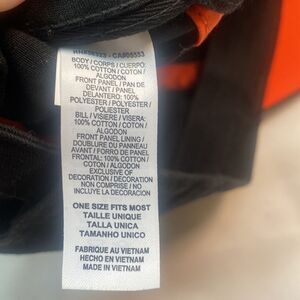 CA#05553
BODY / CORPS / CUERPO:
100% COTTON / COTON /
ALGODON
FRONT PANEL / PAN DE
DEVANT / PANEL
DELANTERO: 100%
POLYESTER / POLYESTER /
POLIESTER
BILL / VISIERE / VISERA:
100% COTTON / COTON /
ALGODON
FRONT PANEL LINING /
DOUBLURE DU PANNEAU
AVANT / FORRO DE PANEL
FRONTAL: 100% COTTON /
COTON / ALGODON
EXCLUSIVE OF
DECORATION / DECORATION
NON COMPRISE / NO
INCLUYE LA DECORACION
ONE SIZE FITS MOST
TAILLE UNIQUE
TALLA UNICA
TAMANHO UNICO
FABRIQUE AU VIETNAM
HECHO EN VIETNAM
MADE IN VIETNAM